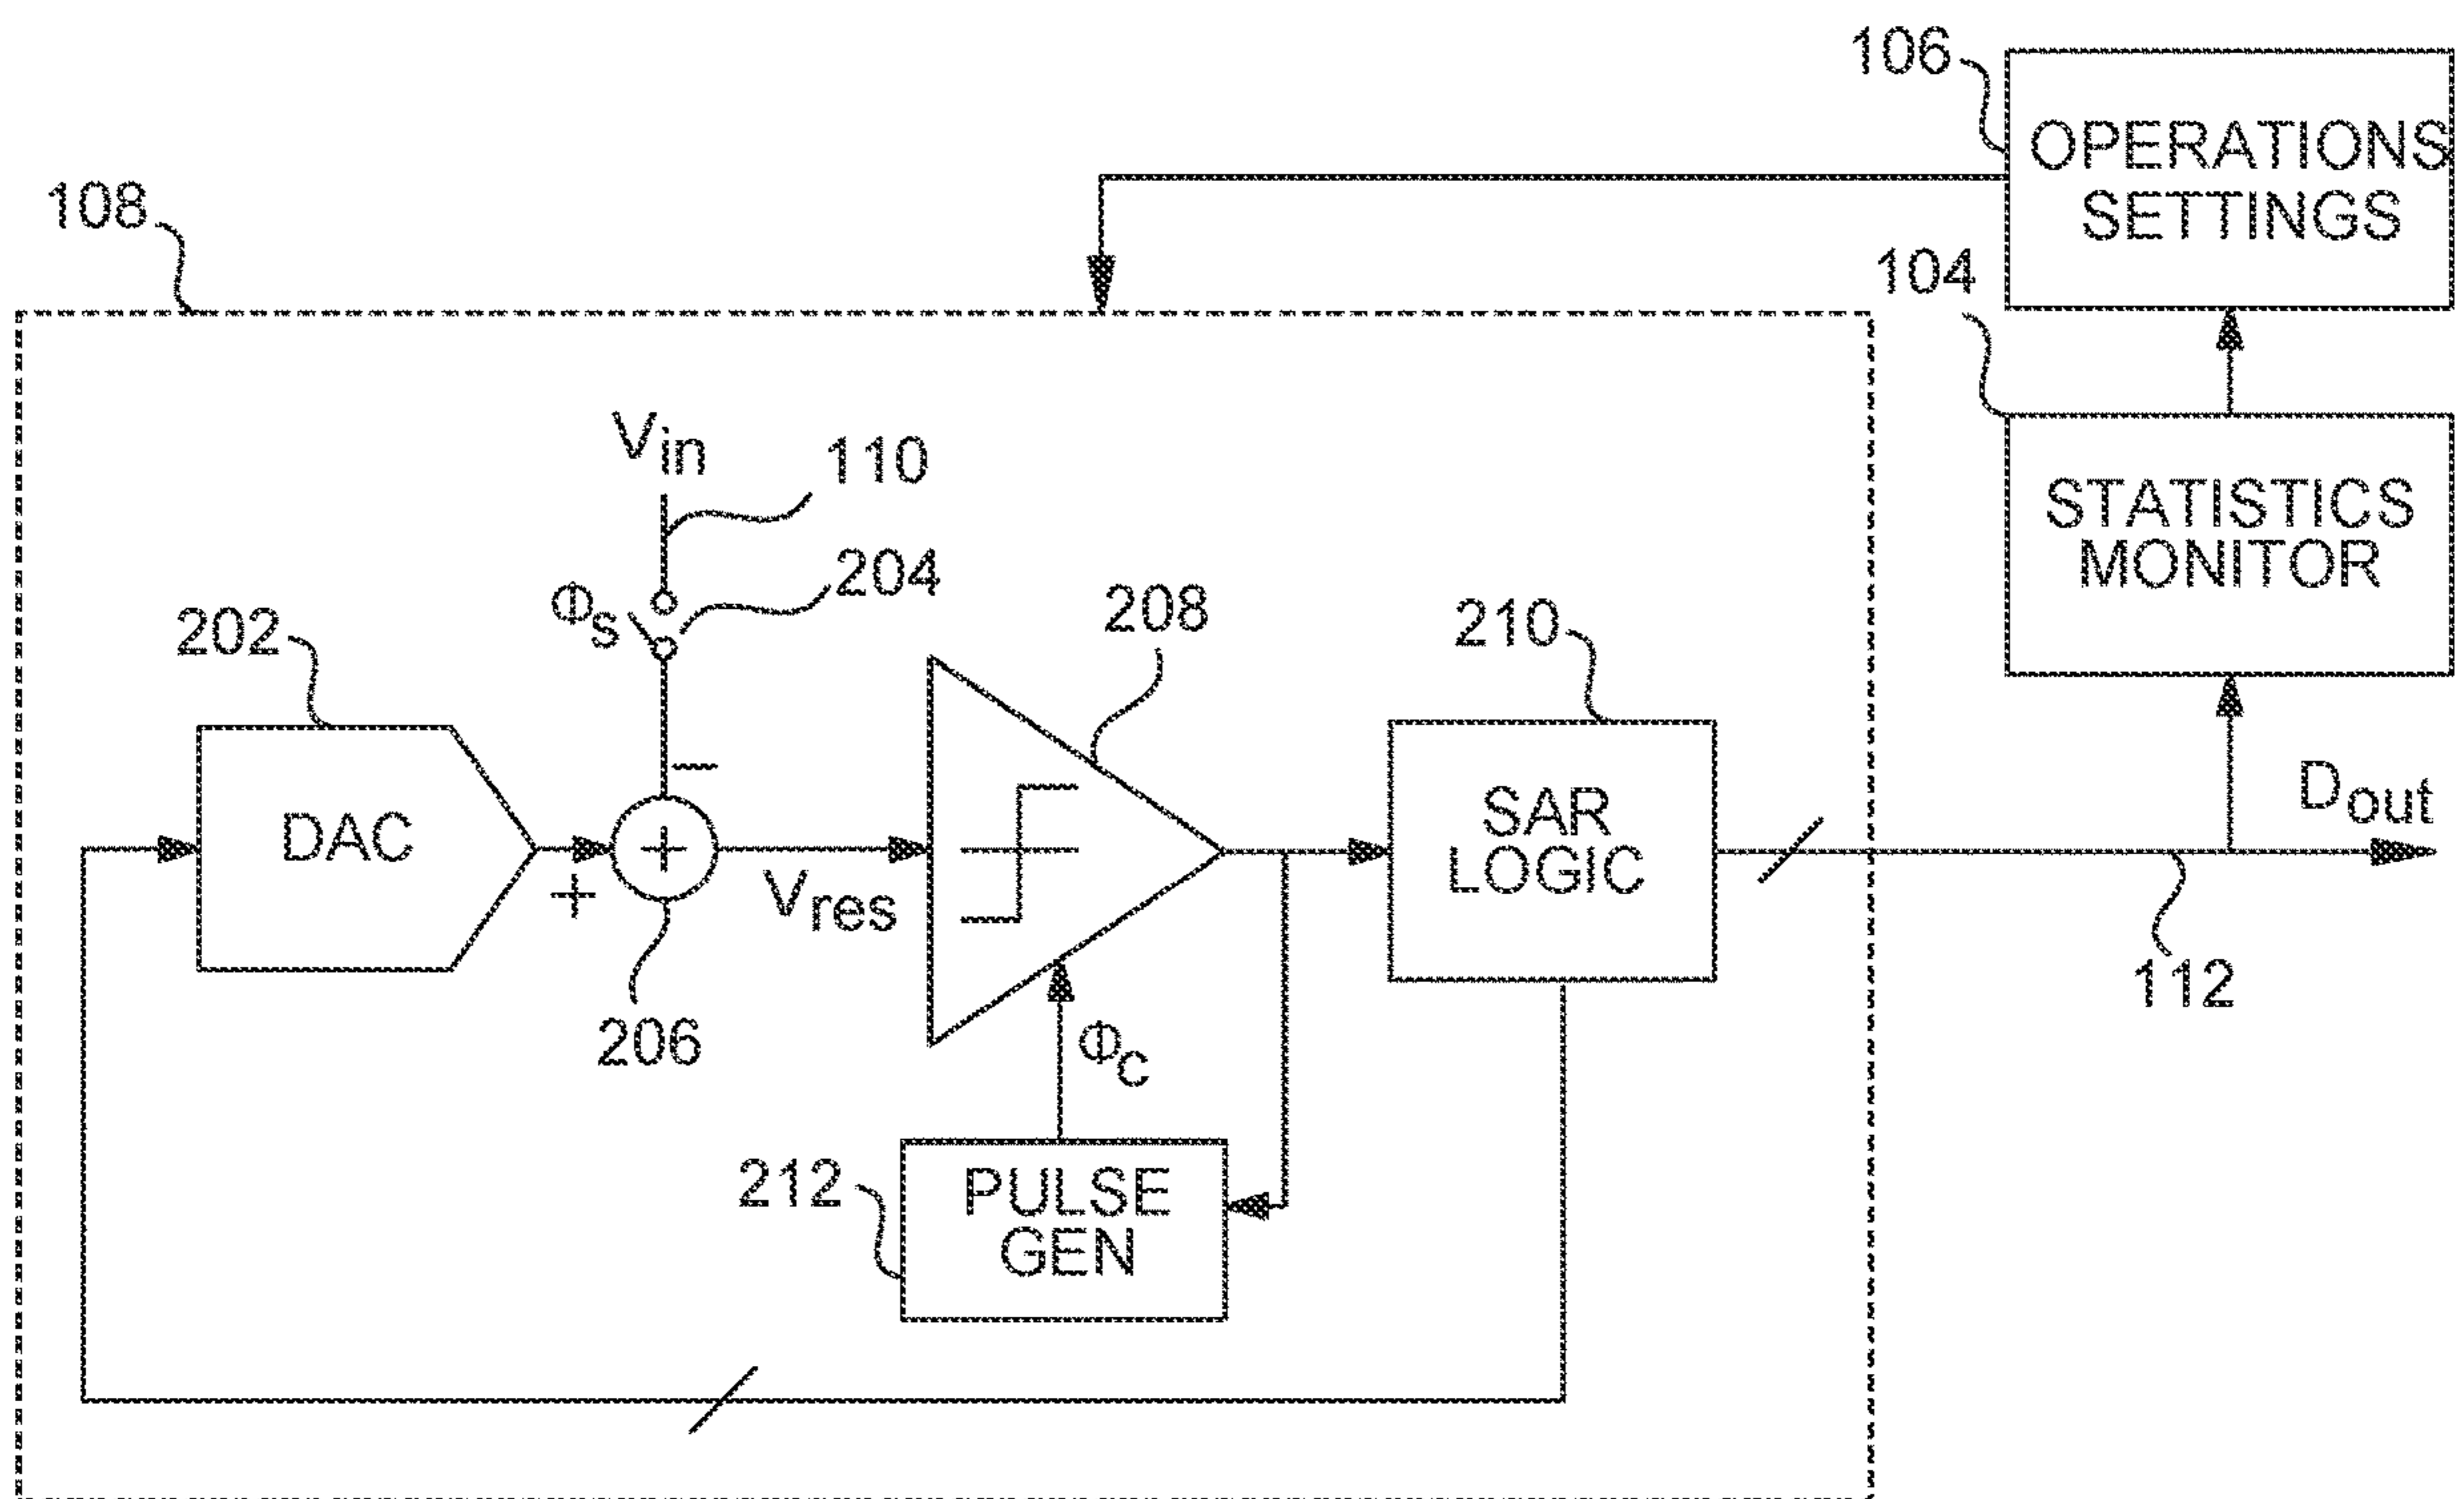 106
OPERATIONS
SETTINGS
108
104
STATISTICS
MONITOR
Vin
110
Φs
204
202
208
210
DAC
−
+
+
Vres
206
SAR
LOGIC
Dout
112
Φc
212
PULSE
GEN